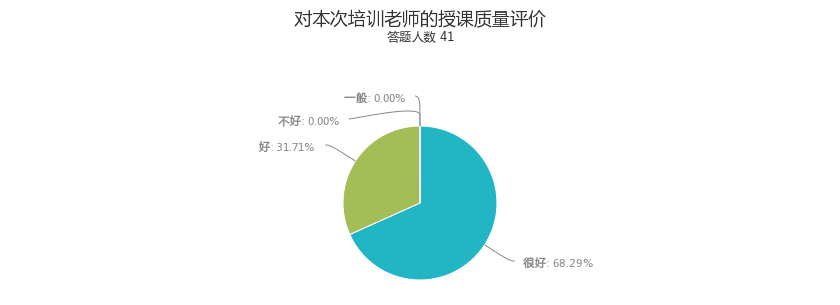 对本次培训老师的授课质量评价
答题人数 41
一般: 0.00%
不好: 0.00%
好: 31.71%
很好: 68.29%